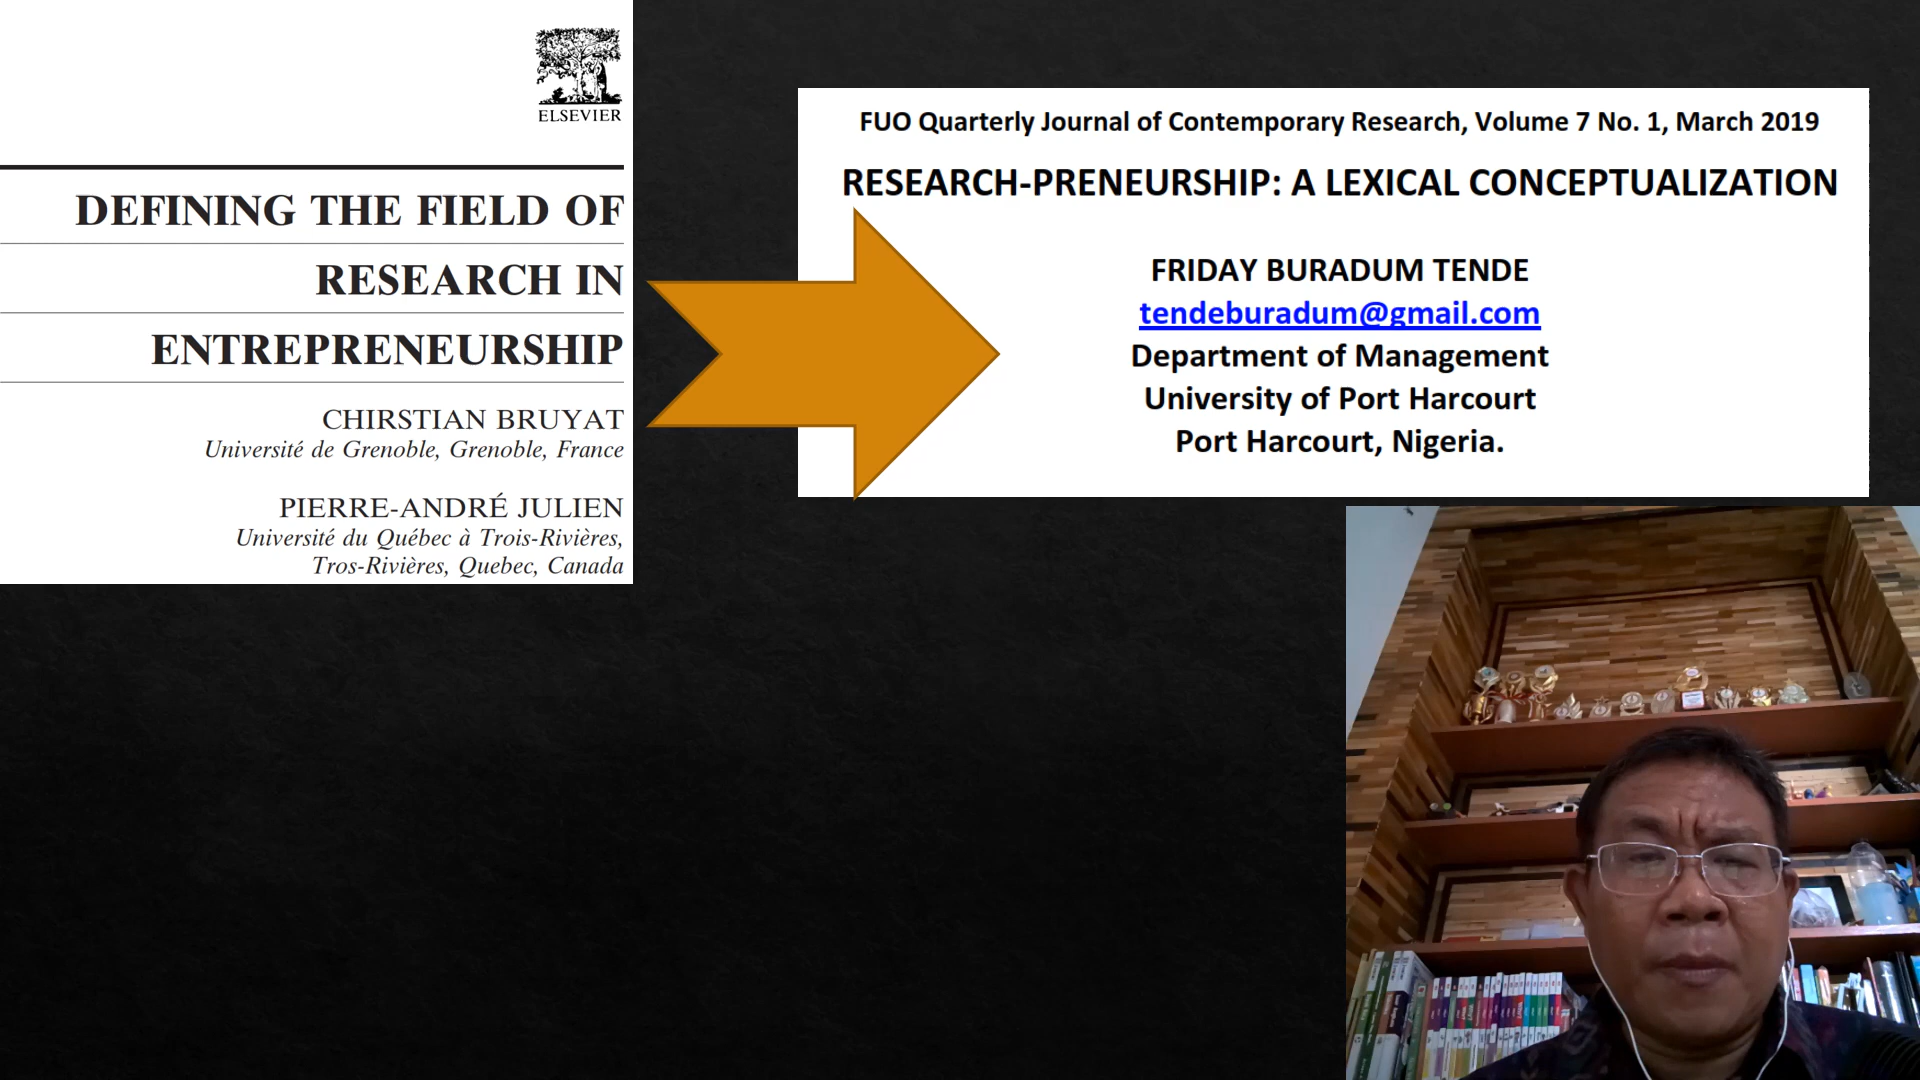 ELSEVIER
DEFINING THE FIELD OF
RESEARCH IN
ENTREPRENEURSHIP
CHIRSTIAN BRUYAT
Université de Grenoble, Grenoble, France
PIERRE-ANDRÉ JULIEN
Université du Québec à Trois-Rivières,
Tros-Rivières, Quebec, Canada
FUO Quarterly Journal of Contemporary Research, Volume 7 No. 1, March 2019
RESEARCH-PRENEURSHIP: A LEXICAL CONCEPTUALIZATION
FRIDAY BURADUM TENDE
tendeburadum@gmail.com
Department of Management
University of Port Harcourt
Port Harcourt, Nigeria.